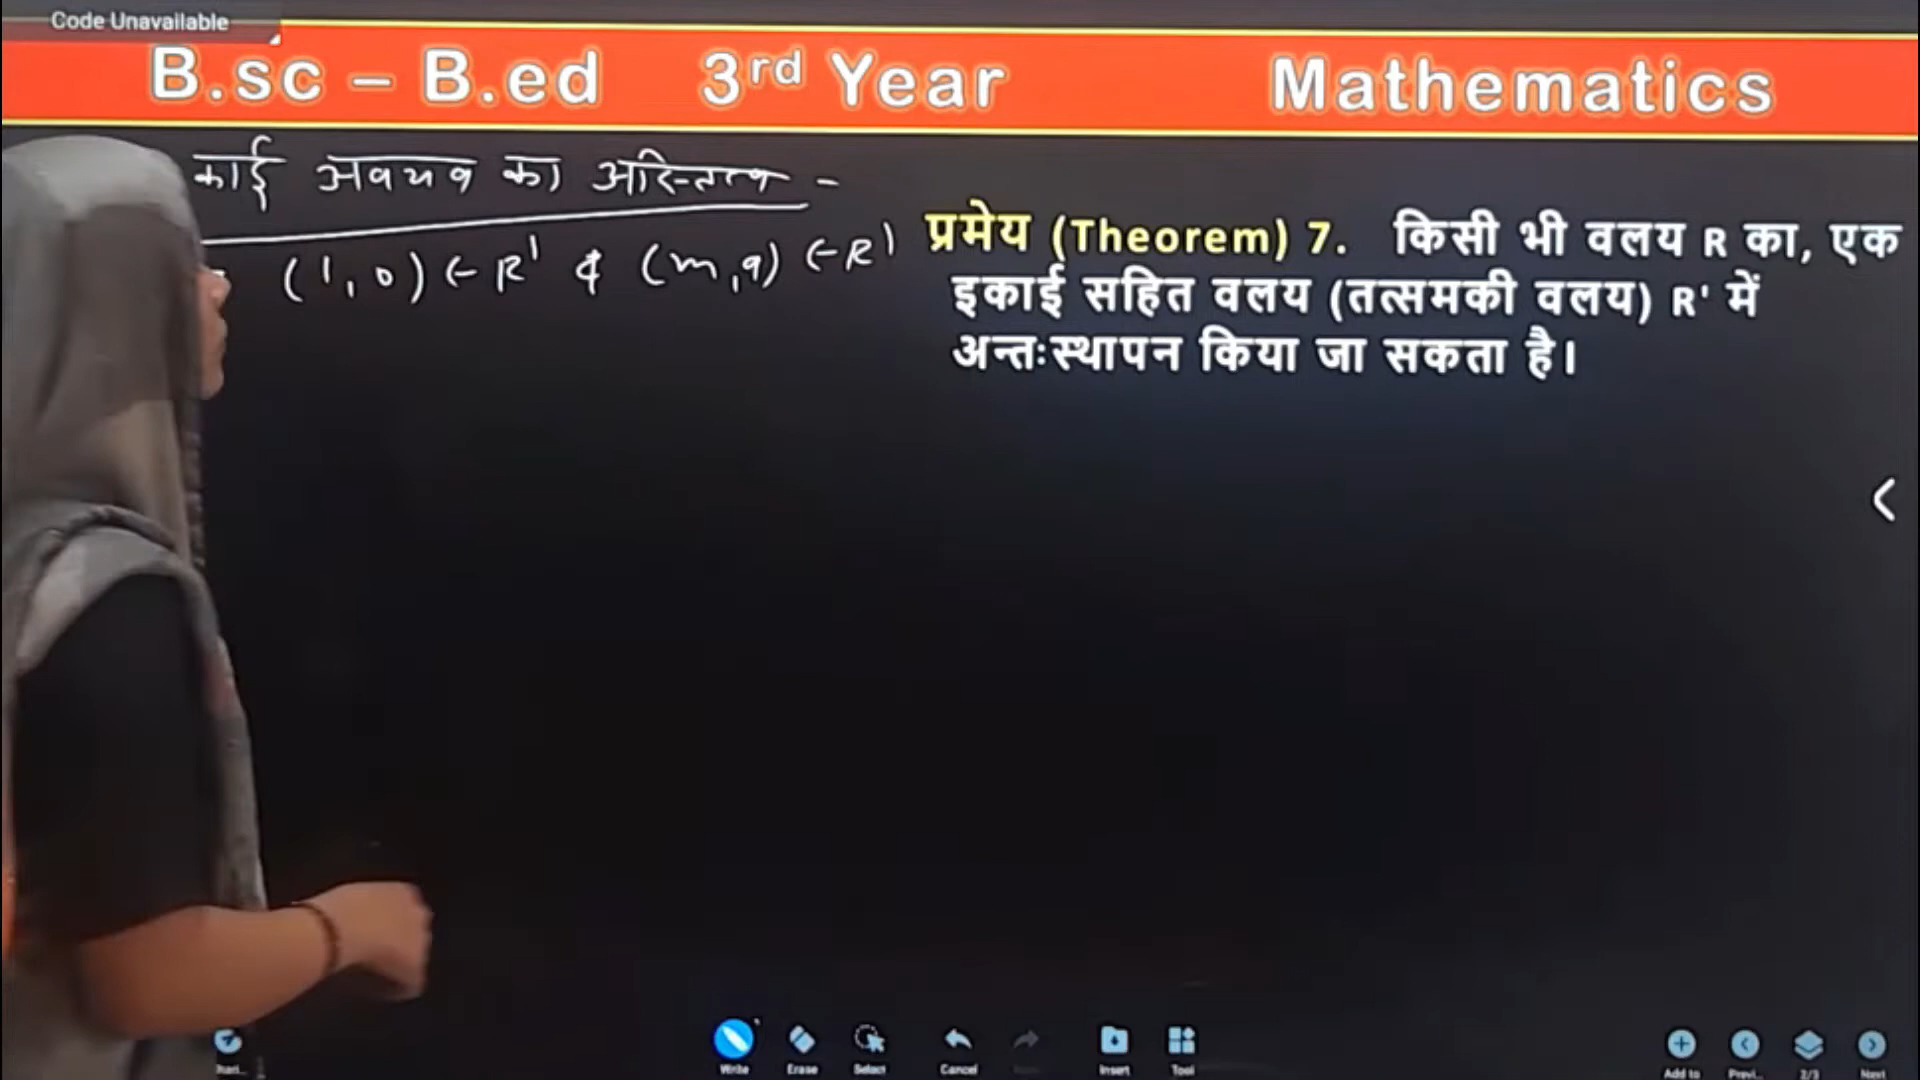 Code Unavailable
B.sc – B.ed 3rd Year Mathematics
काई अवयव का अस्तित्व -
(1,0) ∈ R' & (m,a) ∈ R'
प्रमेय (Theorem) 7. किसी भी वलय R का, एक
इकाई सहित वलय (तत्समकी वलय) R' में
अन्तःस्थापन किया जा सकता है।
Write Erase Select Cancel Insert Tool Add to Previ... 2/3 Next